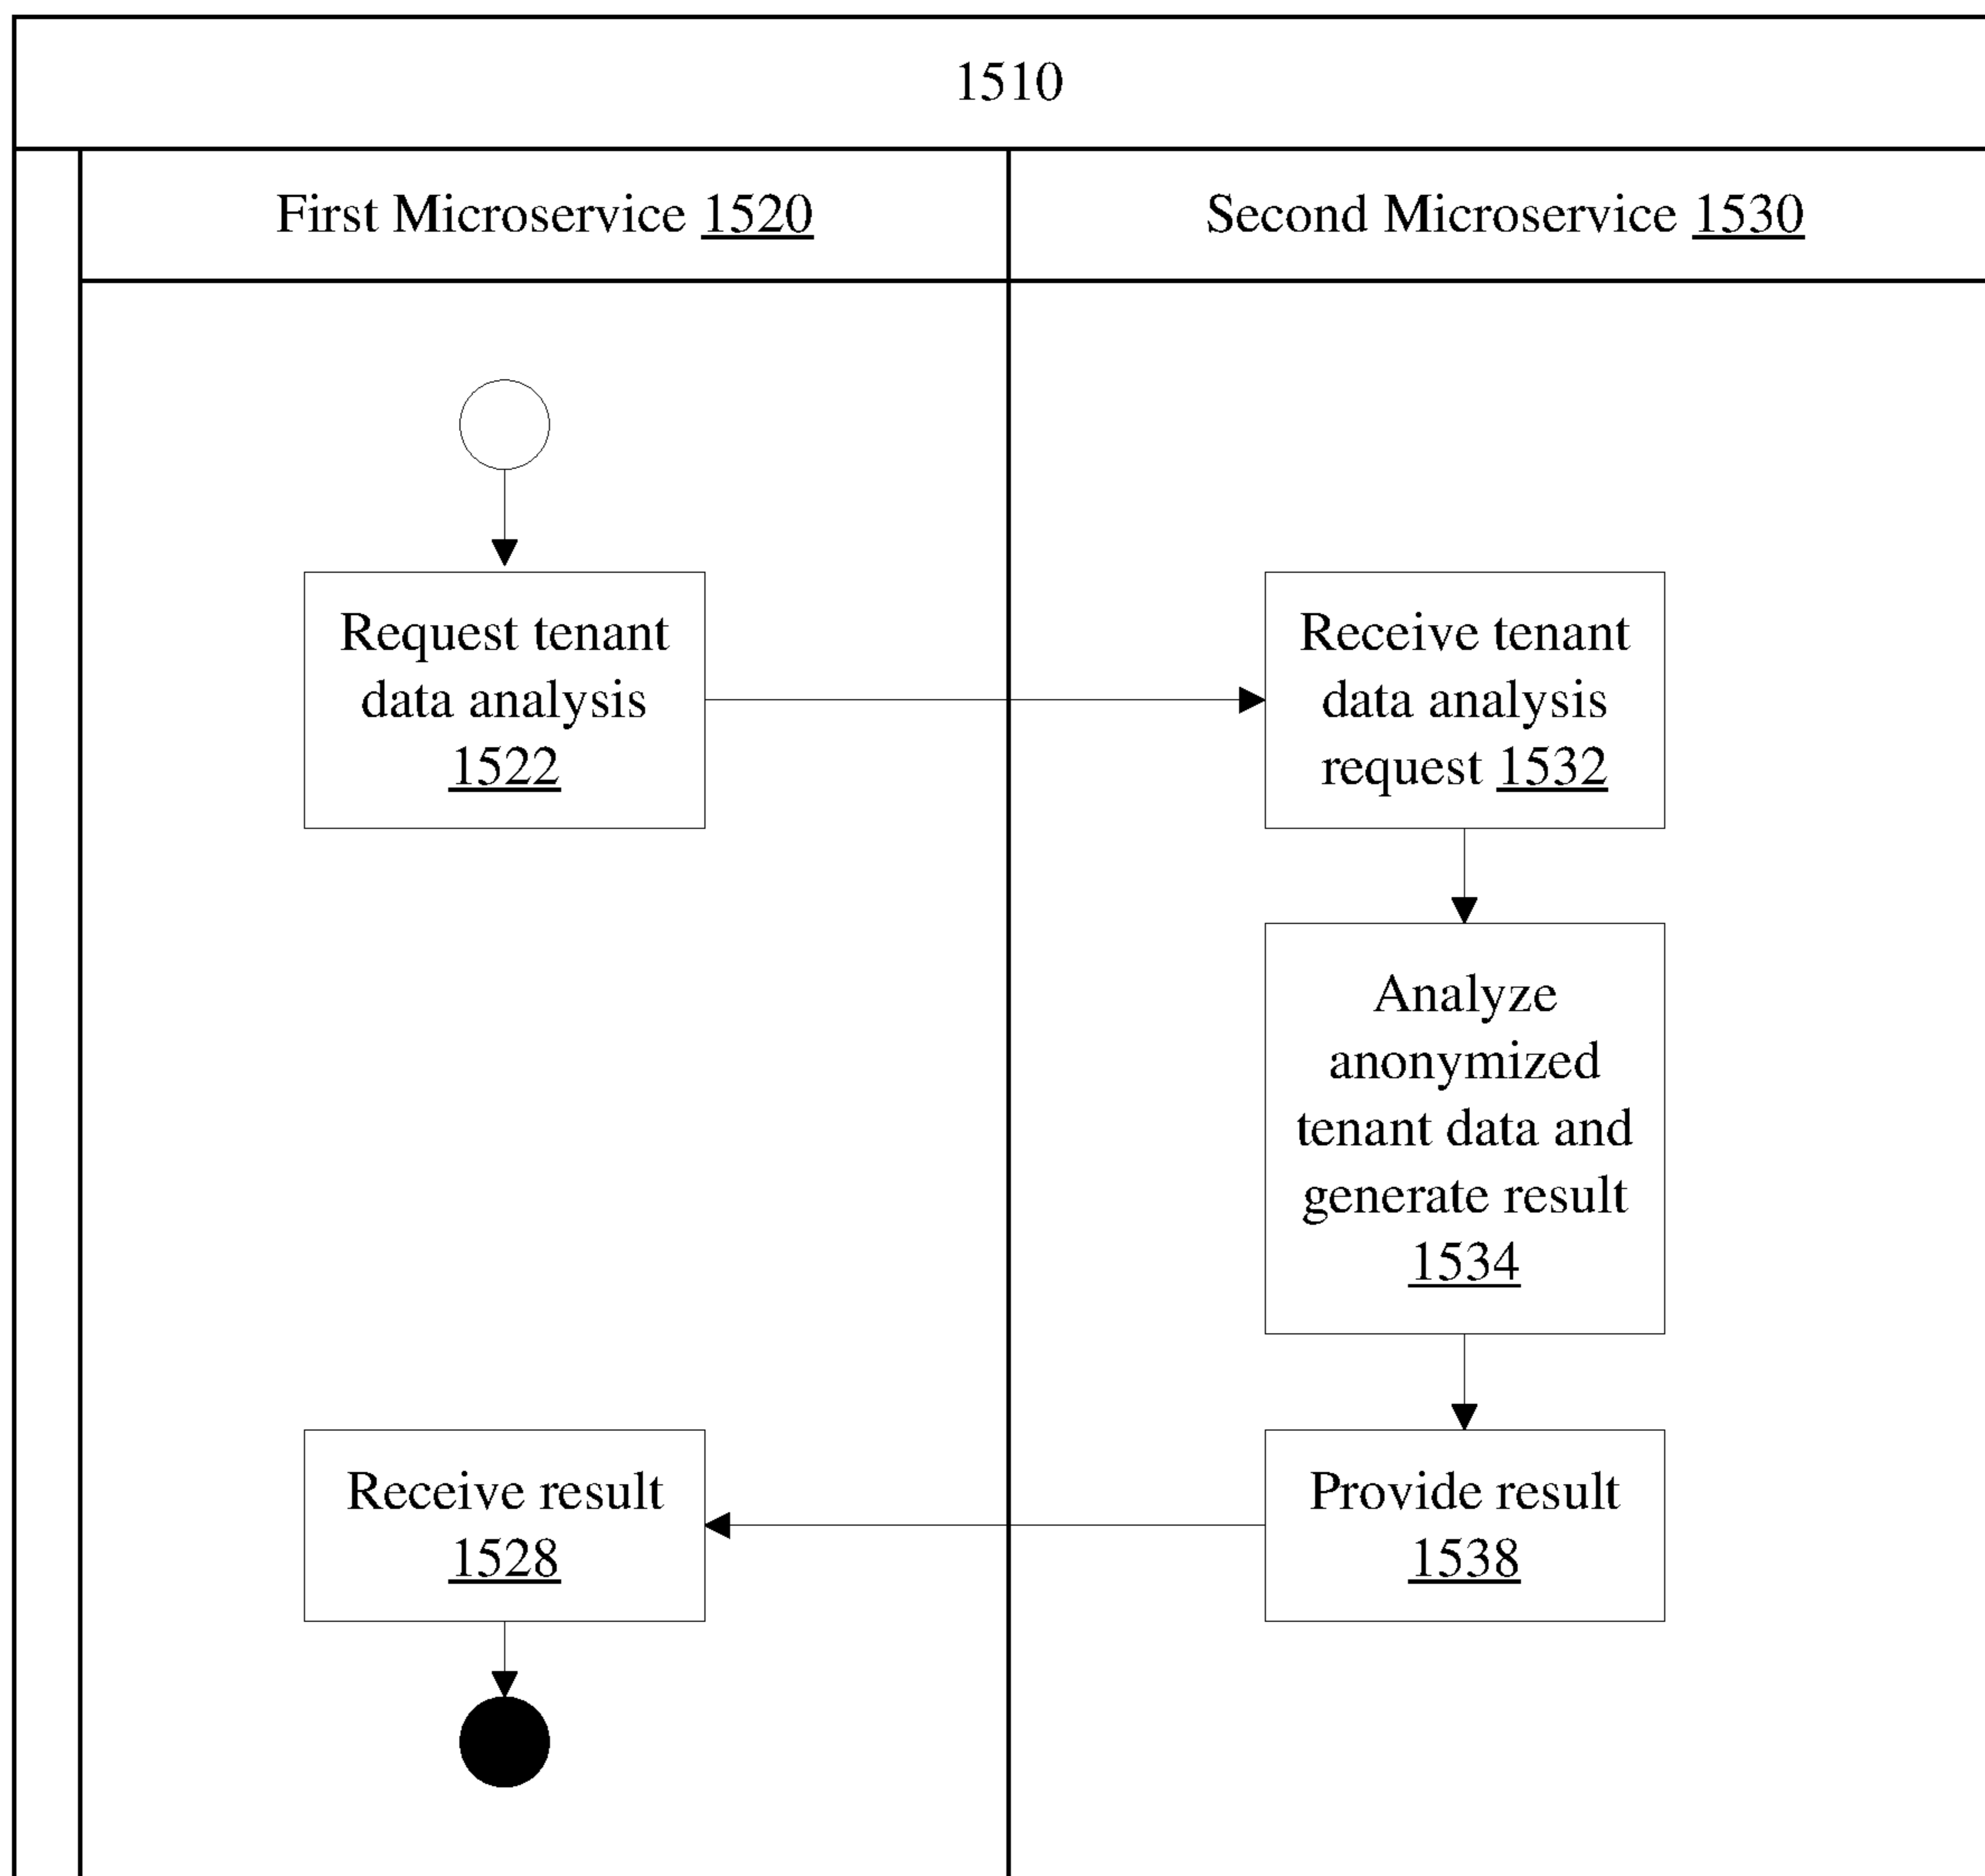 1510
First Microservice 1520
Second Microservice 1530
Request tenant
data analysis
1522
Receive tenant
data analysis
request 1532
Analyze
anonymized
tenant data and
generate result
1534
Receive result
1528
Provide result
1538